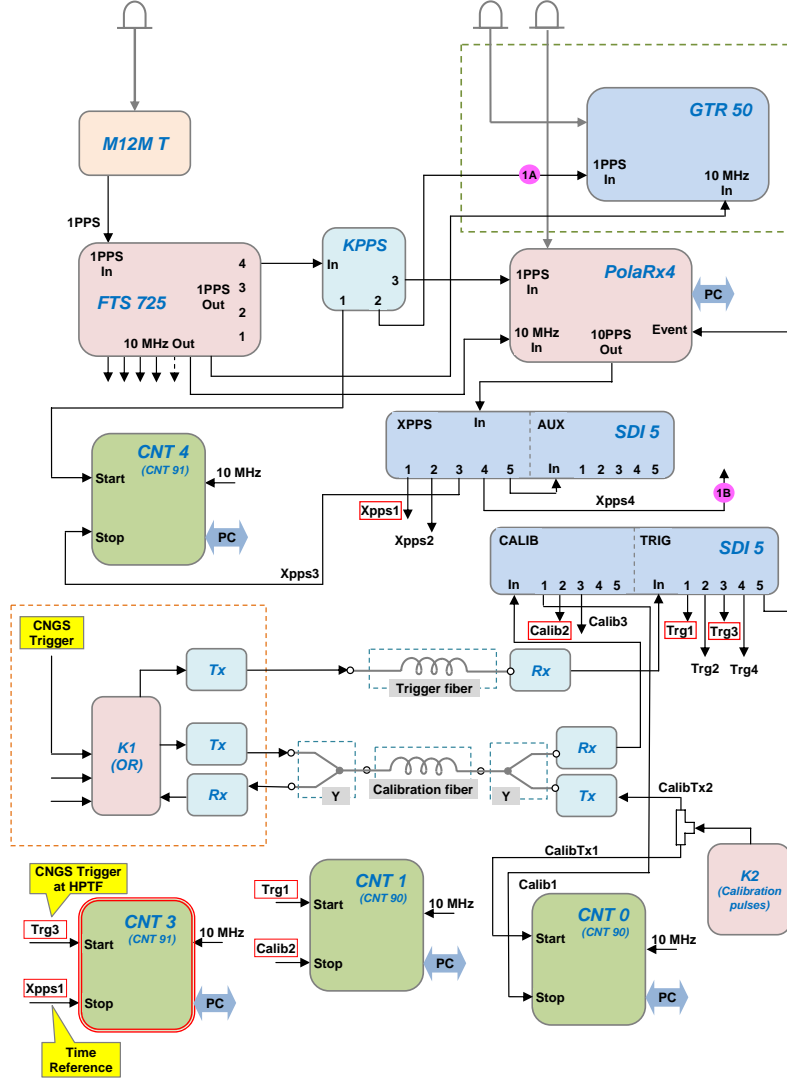 GTR 50
M12M T
1A
1PPS
In
10 MHz
In
1PPS
1PPS
In
4
KPPS
In
3
1
2
PolaRx4
1PPS
In
PC
FTS 725
1PPS
Out
3
2
1
10 MHz Out
10 MHz
In
10PPS
Out
Event
XPPS
In
AUX
SDI 5
CNT 4
(CNT 91)
Start
10 MHz
1 2 3 4 5
In
1 2 3 4 5
1B
Xpps1
Xpps4
Stop
PC
Xpps2
Xpps3
CALIB
TRIG
SDI 5
In
1 2 3 4 5
In
1 2 3 4 5
CNGS
Trigger
Calib2
Calib3
Trg1
Trg3
Trg2
Trg4
Tx
Rx
Trigger fiber
K1
(OR)
Tx
Rx
Rx
Tx
Y
Calibration fiber
Y
CalibTx2
CalibTx1
CNGS Trigger
at HPTF
CNT 1
(CNT 90)
Trg1
Start
10 MHz
Calib1
K2
(Calibration
pulses)
CNT 3
(CNT 91)
Trg3
Start
10 MHz
Calib2
Stop
PC
CNT 0
(CNT 90)
Start
10 MHz
Xpps1
Stop
PC
Stop
PC
Time
Reference